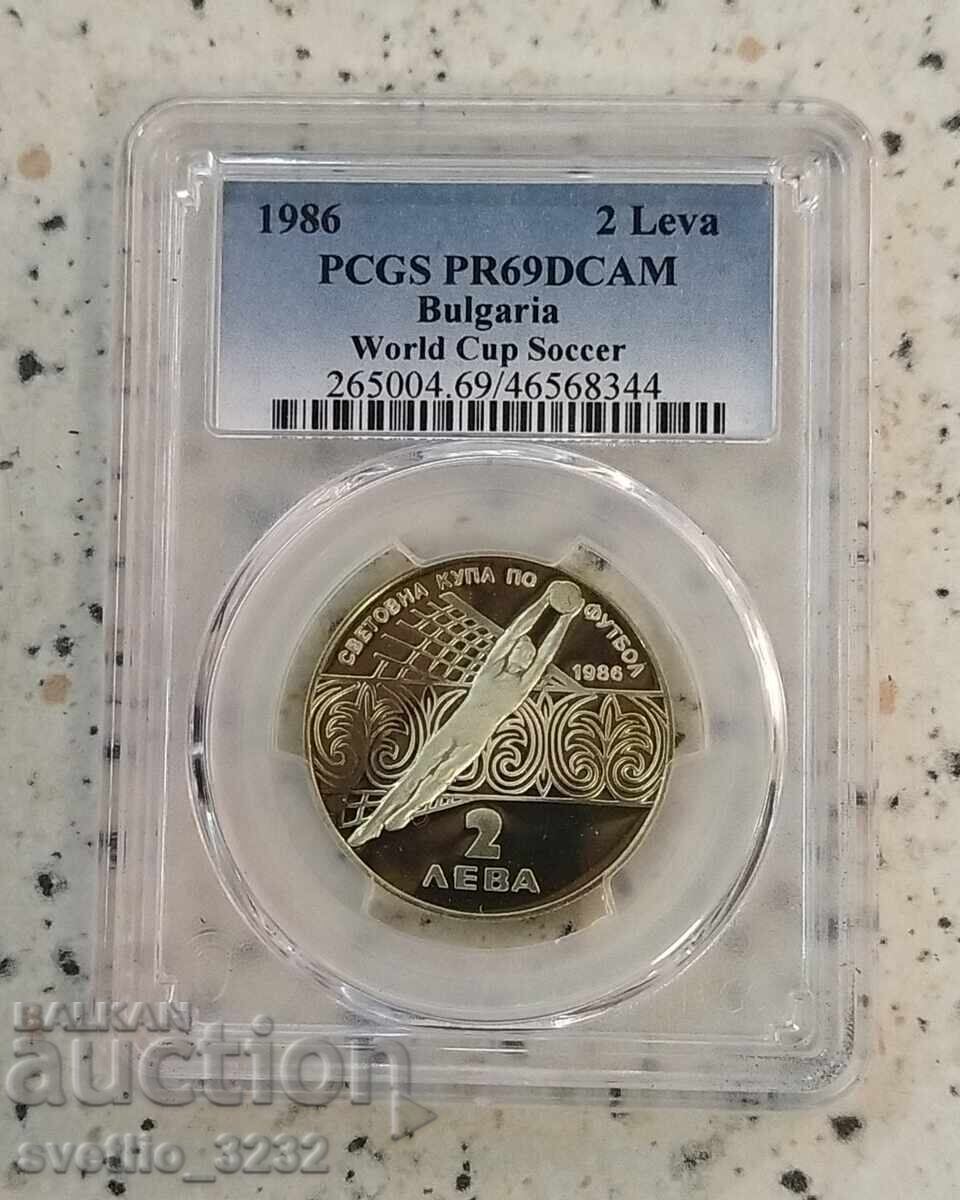 1986 2 Leva
PCGS PR69DCAM
Bulgaria
World Cup Soccer
265004.69/46568344
СВЕТОВНА КУПА ПО ФУТБОЛ
1986
2
ЛЕВА
BALKAN
auction
svetlio_3232